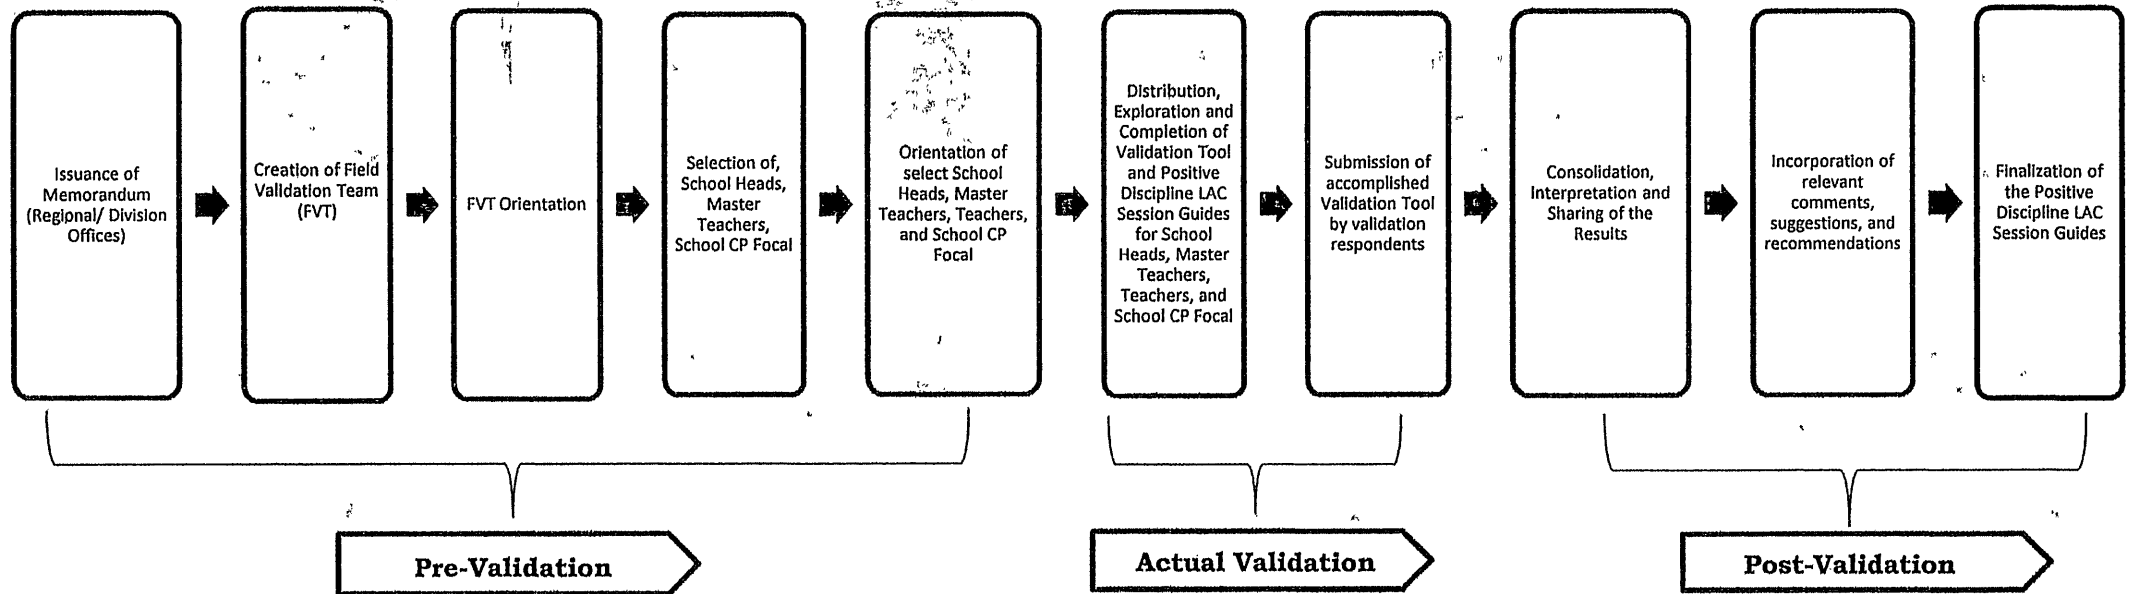 Issuance of
Memorandum
(Regional/ Division
Offices)
Creation of Field
Validation Team
(FVT)
FVT Orientation
Selection of,
School Heads,
Master
Teachers,
School CP Focal
Orientation of
select School
Heads, Master
Teachers, Teachers,
and School CP
Focal
Distribution,
Exploration and
Completion of
Validation Tool
and Positive
Discipline LAC
Session Guides
for School
Heads, Master
Teachers,
Teachers, and
School CP Focal
Submission of
accomplished
Validation Tool
by validation
respondents
Consolidation,
Interpretation and
Sharing of the
Results
Incorporation of
relevant
comments,
suggestions, and
recommendations
Finalization of
the Positive
Discipline LAC
Session Guides
Pre-Validation
Actual Validation
Post-Validation